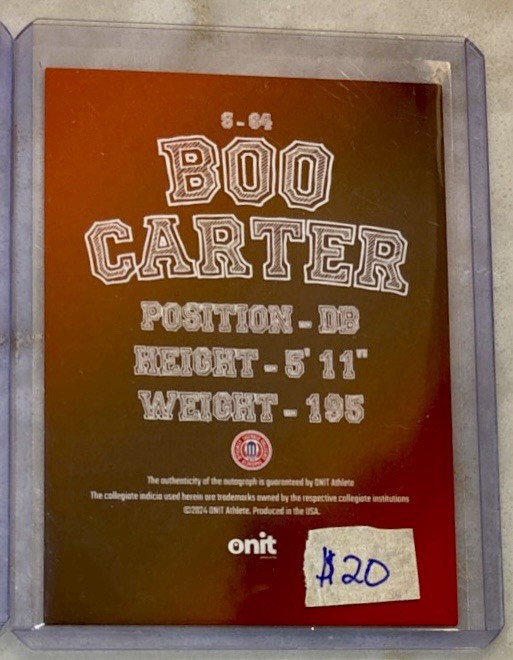 S-64
BOO
CARTER
POSITION - DB
HEIGHT - 5' 11"
WEIGHT - 195
The authenticity of the autograph is guaranteed by ONIT Athlete
The collegiate indicia used herein are trademarks owned by the respective collegiate institutions
©2024 ONIT Athlete. Produced in the USA.
onit
$20